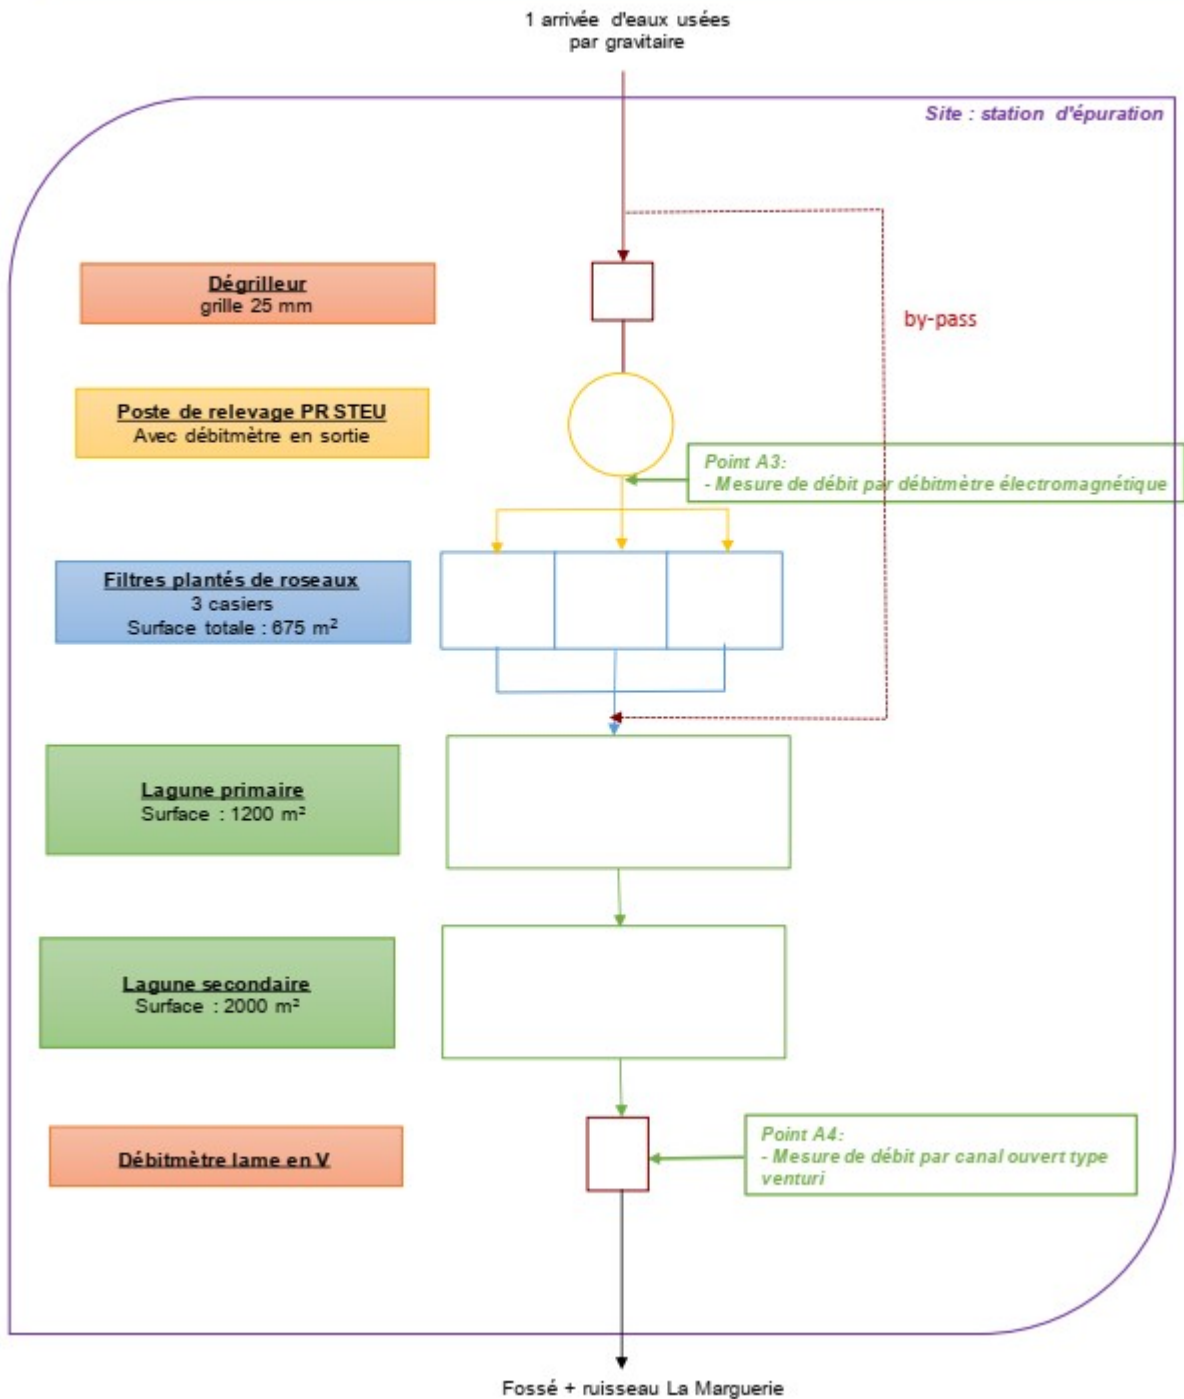 1 arrivée d'eaux usées
par gravitaire
Site : station d'épuration
Dégrilleur
grille 25 mm
by-pass
Poste de relevage PR STEU
Avec débitmètre en sortie
Point A3:
- Mesure de débit par débitmètre électromagnétique
Filtres plantés de roseaux
3 casiers
Surface totale : 675 m²
Lagune primaire
Surface : 1200 m²
Lagune secondaire
Surface : 2000 m²
Débitmètre lame en V
Point A4:
- Mesure de débit par canal ouvert type
venturi
Fossé + ruisseau La Marguerie